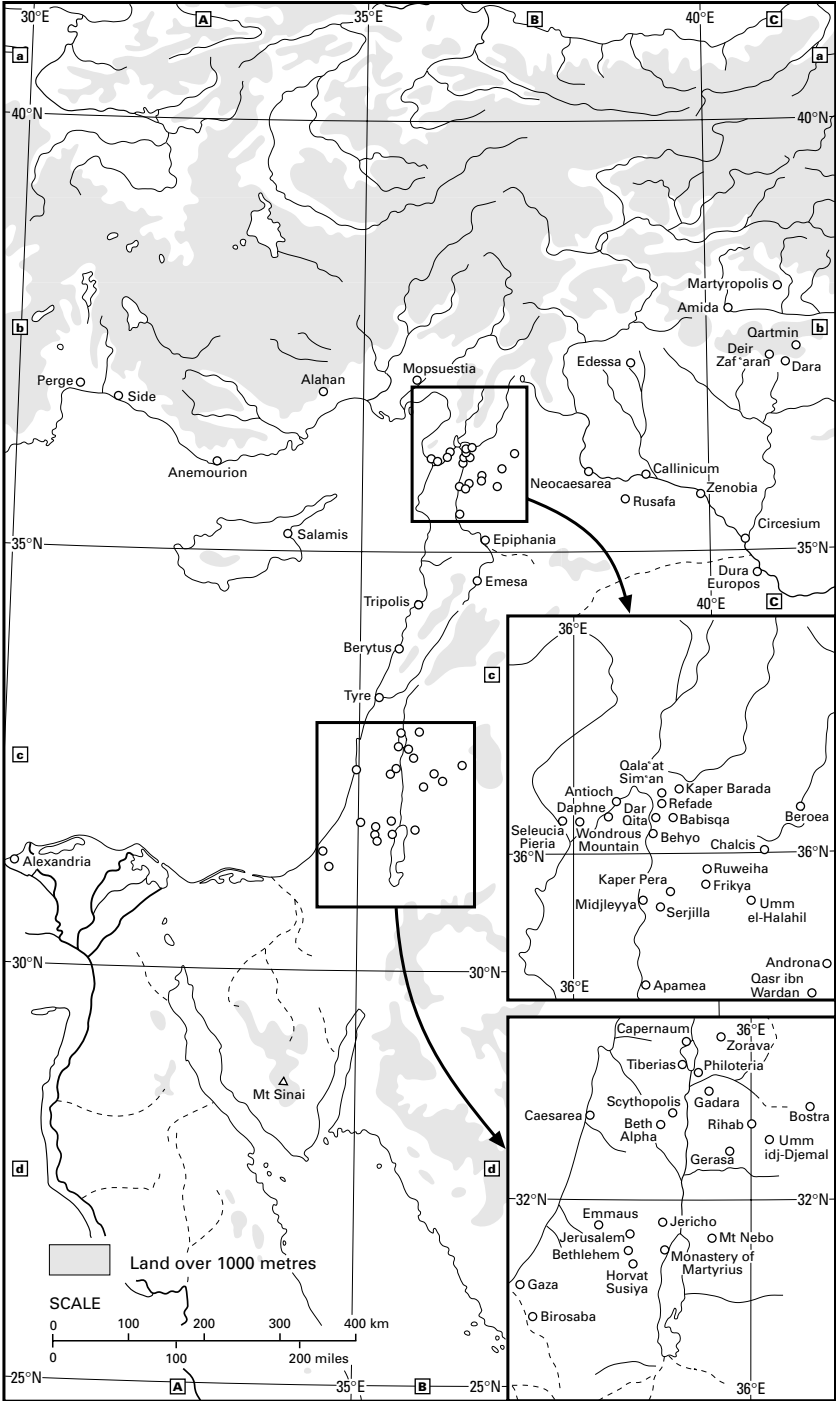 30°E
A
35°E
B
40°E
C
a
a
40°N
40°N
Martyropolis
Amida
b
b
Qartmin
Deir
Zaf‘aran
Dara
Edessa
Mopsuestia
Alahan
Perge
Side
Anemourion
Neocaesarea
Callinicum
Rusafa
Zenobia
Circesium
Salamis
Epiphania
35°N
35°N
Dura
Europos
Emesa
40°E
C
Tripolis
Berytus
c
Tyre
c
36°E
Qala‘at
Sim‘an
Kaper Barada
Antioch
Refade
Daphne
Dar
Qita
Babisqa
Beroea
Seleucia
Pieria
Wondrous
Mountain
Behyo
Chalcis
36°N
36°N
Ruweiha
Kaper Pera
Frikya
Midjleyya
Serjilla
Umm
el-Halahil
Androna
36°E
Apamea
Qasr ibn
Wardan
Alexandria
30°N
30°N
Mt Sinai
d
d
Capernaum
36°E
Zorava
Tiberias
Philoteria
Scythopolis
Gadara
Caesarea
Beth
Alpha
Rihab
Bostra
Umm
idj-Djemal
Gerasa
32°N
32°N
Emmaus
Jericho
Jerusalem
Mt Nebo
Bethlehem
Monastery of
Martyrius
Horvat
Susiya
Gaza
Birosaba
36°E
Land over 1000 metres
SCALE
0 100 200 300 400 km
0 100 200 miles
25°N
A
35°E
B
25°N